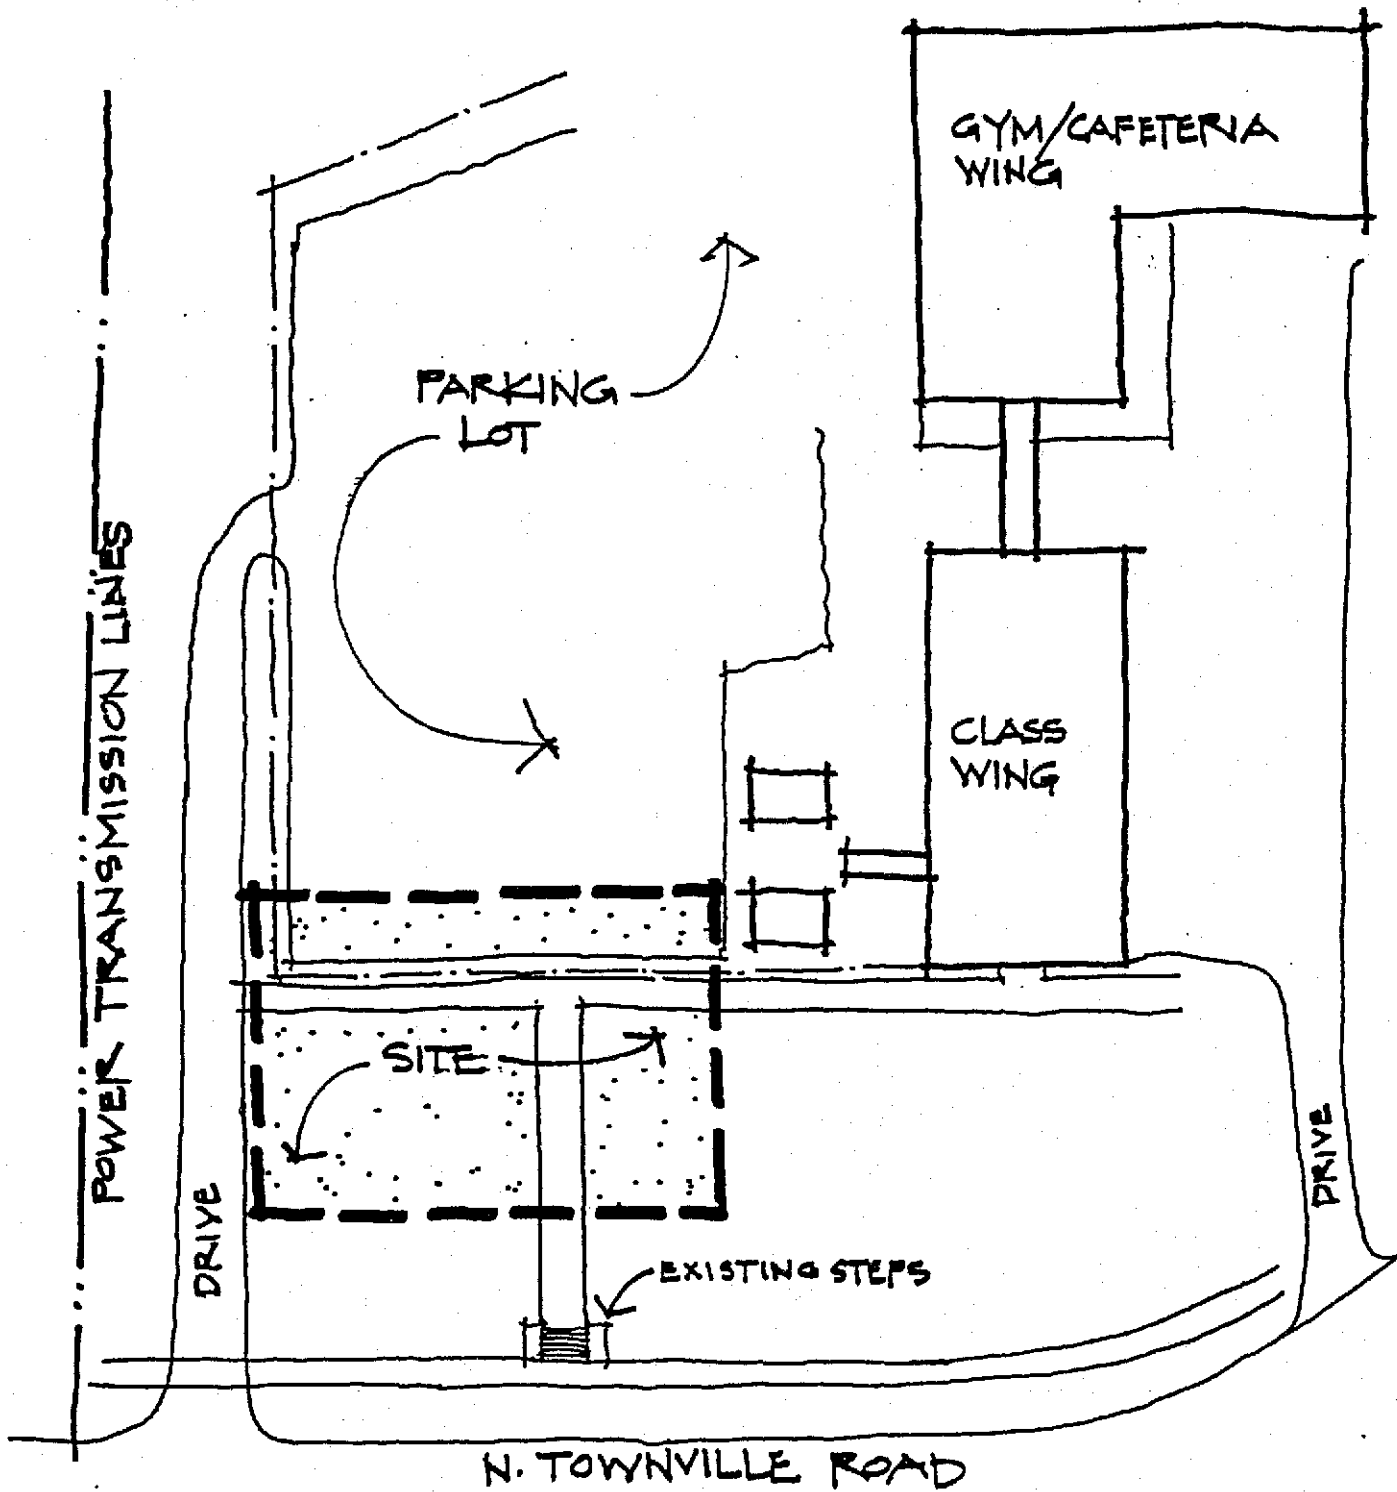 GYM/CAFETERIA
WING
PARKING
LOT
POWER TRANSMISSION LINES
CLASS
WING
SITE
DRIVE
DRIVE
EXISTING STEPS
N. TOWNVILLE ROAD